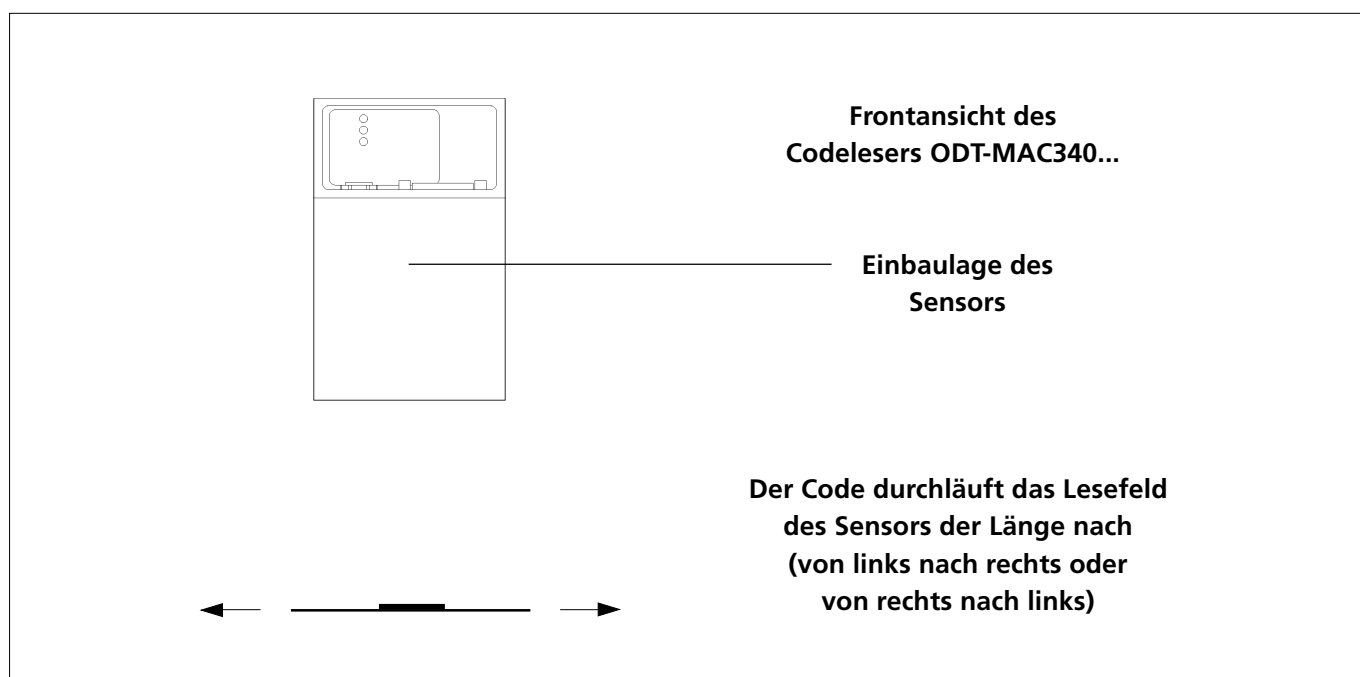 Frontansicht des
Codelesers ODT-MAC340...
Einbaulage des
Sensors
Der Code durchläuft das Lesefeld
des Sensors der Länge nach
(von links nach rechts oder
von rechts nach links)